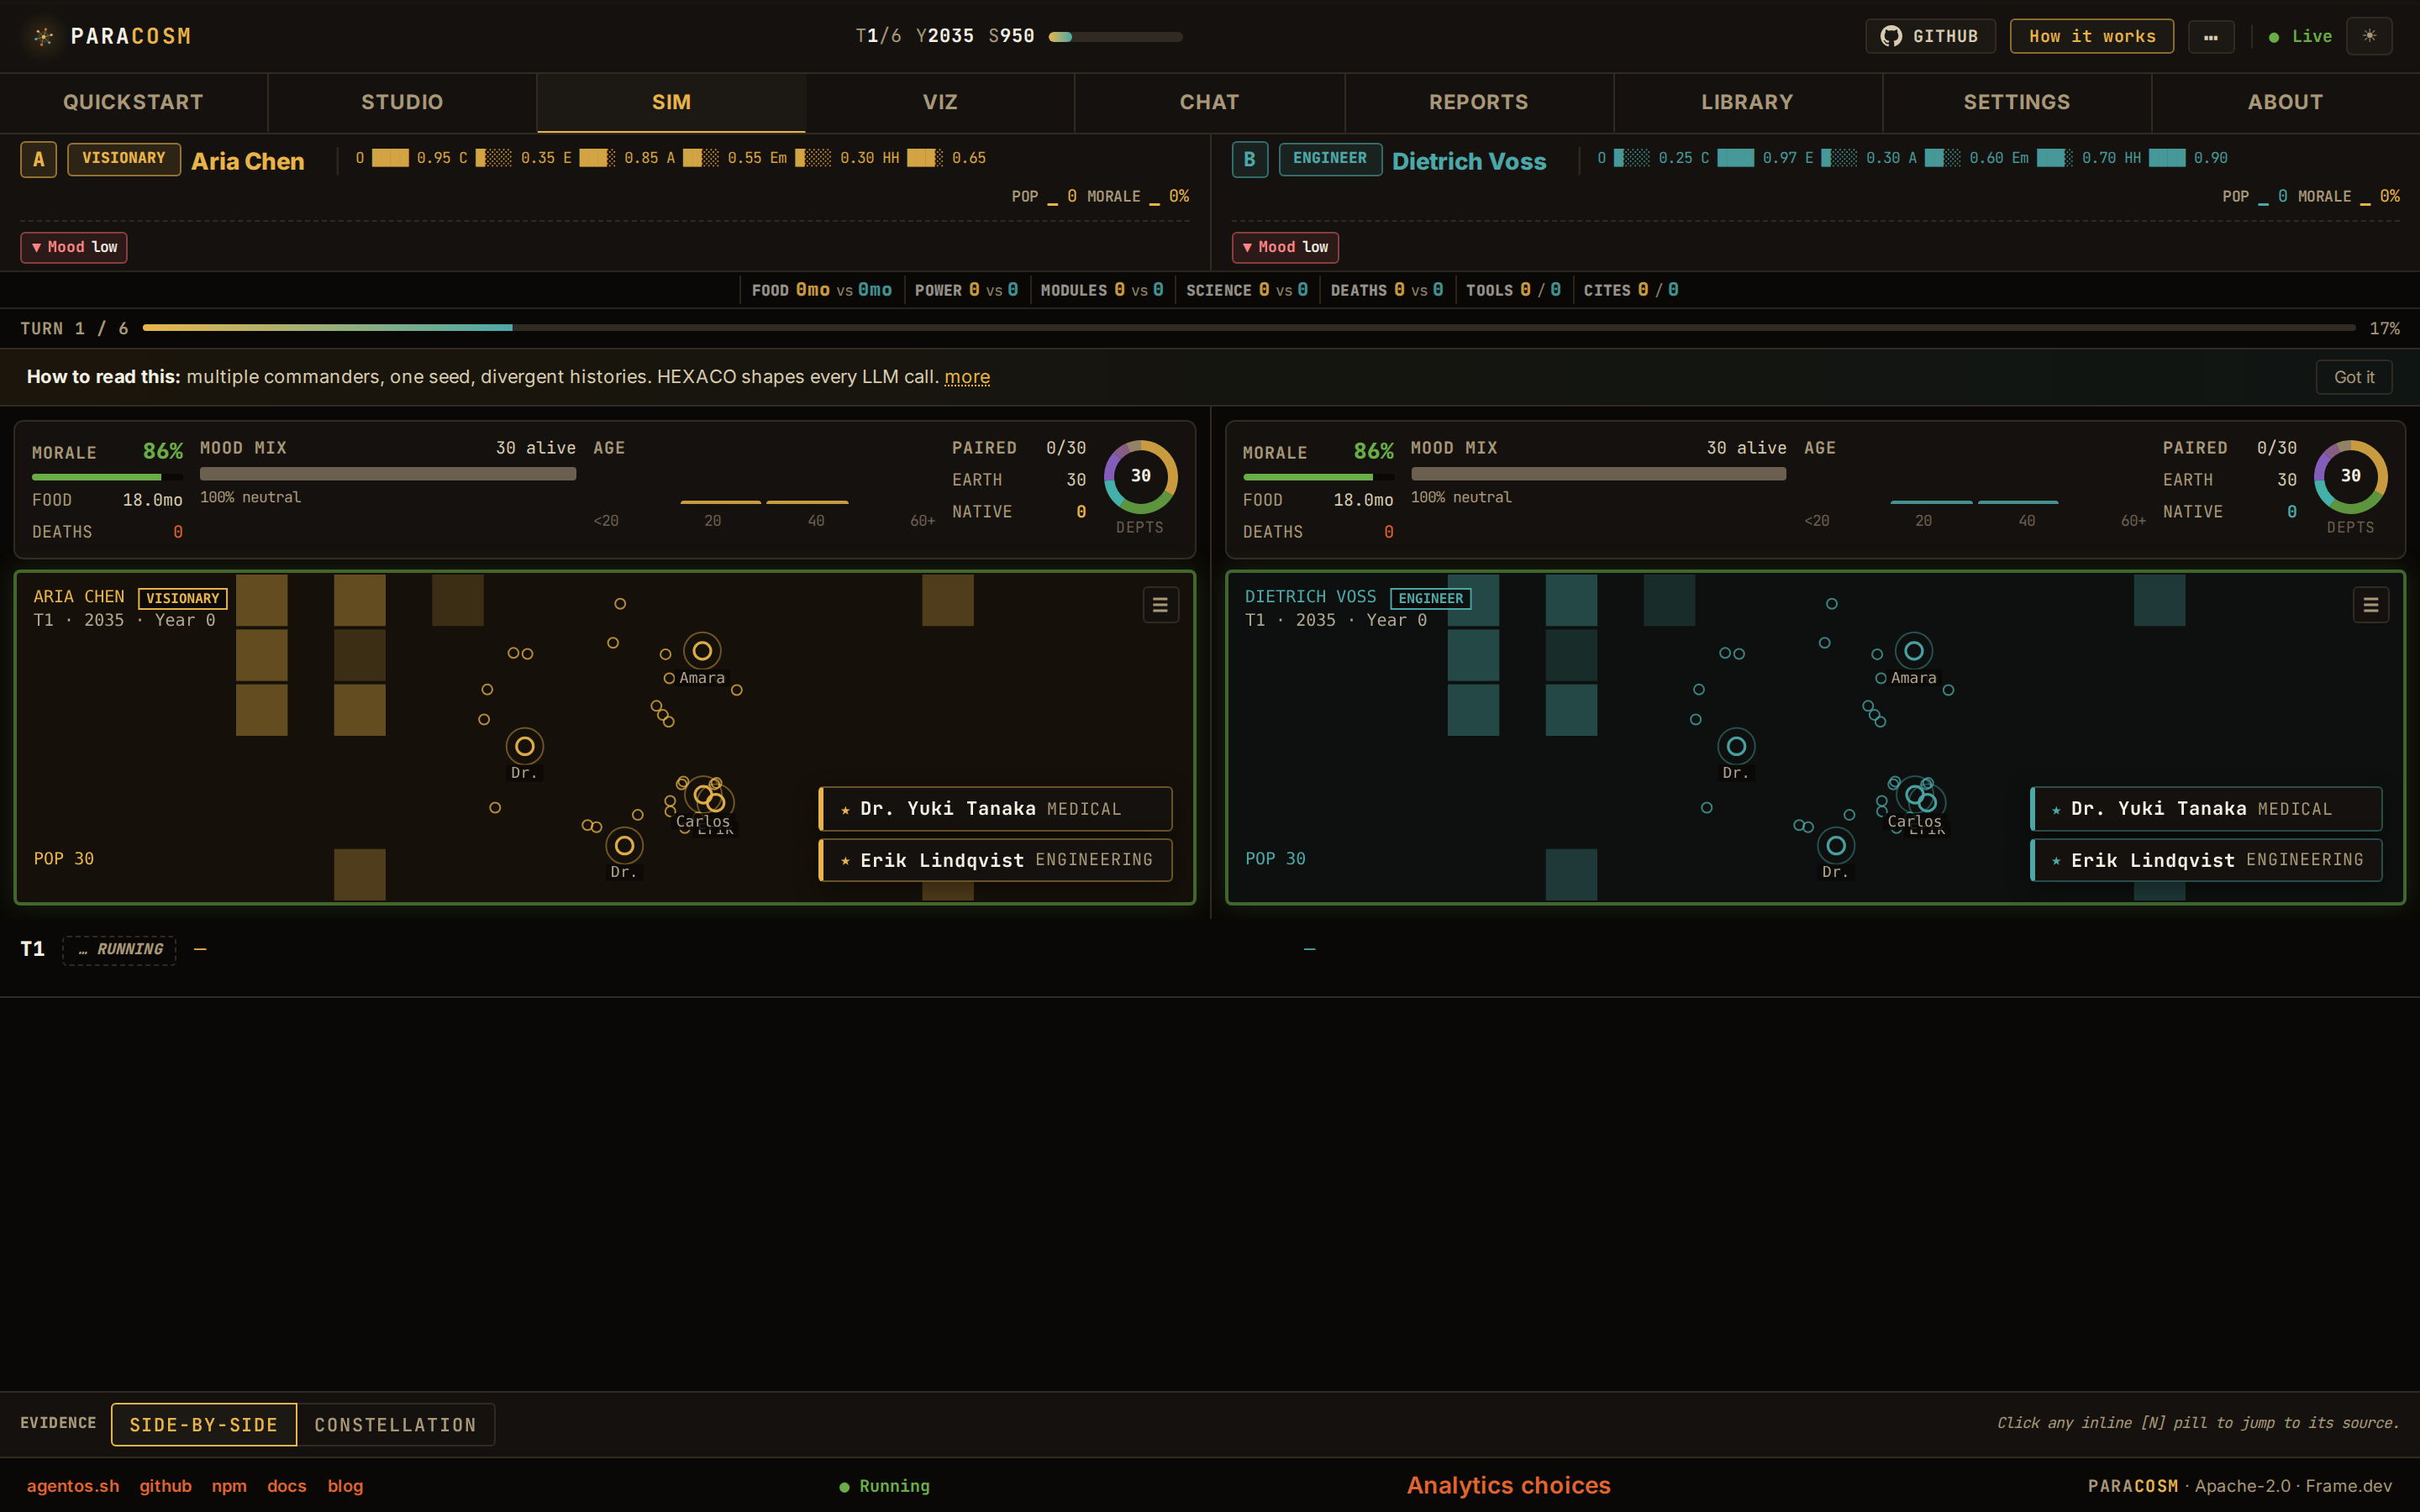 PARACOSM
T1/6 Y2035 S950
GITHUB
How it works
…
Live
QUICKSTART
STUDIO
SIM
VIZ
CHAT
REPORTS
LIBRARY
SETTINGS
ABOUT
A VISIONARY Aria Chen O 0.95 C 0.35 E 0.85 A 0.55 Em 0.30 HH 0.65
POP _ 0 MORALE _ 0%
▼ Mood low
B ENGINEER Dietrich Voss O 0.25 C 0.97 E 0.30 A 0.60 Em 0.70 HH 0.90
POP _ 0 MORALE _ 0%
▼ Mood low
FOOD 0mo vs 0mo POWER 0 vs 0 MODULES 0 vs 0 SCIENCE 0 vs 0 DEATHS 0 vs 0 TOOLS 0 / 0 CITES 0 / 0
TURN 1 / 6 17%
How to read this: multiple commanders, one seed, divergent histories. HEXACO shapes every LLM call. more
Got it
MORALE 86%
FOOD 18.0mo
DEATHS 0
MOOD MIX 30 alive
100% neutral
AGE
<20 20 40 60+
PAIRED 0/30
EARTH 30
NATIVE 0
30
DEPTS
MORALE 86%
FOOD 18.0mo
DEATHS 0
MOOD MIX 30 alive
100% neutral
AGE
<20 20 40 60+
PAIRED 0/30
EARTH 30
NATIVE 0
30
DEPTS
ARIA CHEN VISIONARY
T1 · 2035 · Year 0
Amara
Dr.
Carlos
Erik
Dr.
POP 30
★ Dr. Yuki Tanaka MEDICAL
★ Erik Lindqvist ENGINEERING
DIETRICH VOSS ENGINEER
T1 · 2035 · Year 0
Amara
Dr.
Carlos
Erik
Dr.
POP 30
★ Dr. Yuki Tanaka MEDICAL
★ Erik Lindqvist ENGINEERING
T1 … RUNNING — —
EVIDENCE SIDE-BY-SIDE CONSTELLATION
Click any inline [N] pill to jump to its source.
agentos.sh github npm docs blog
Running
Analytics choices
PARACOSM · Apache-2.0 · Frame.dev